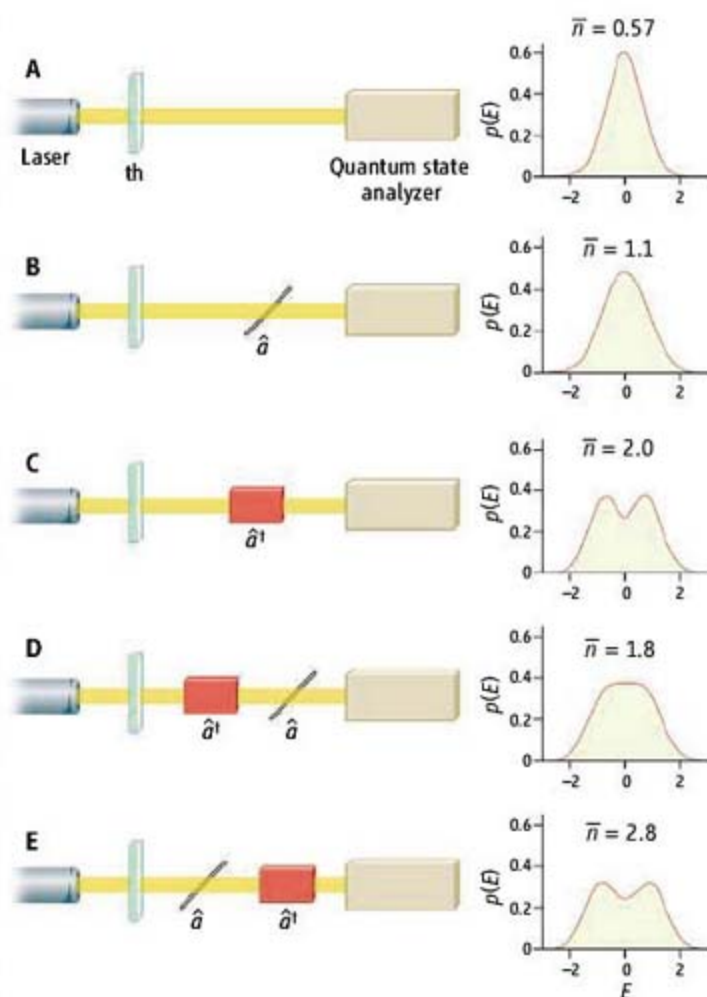 A
Laser
th
Quantum state
analyzer
n̅ = 0.57
p(E)
0.6
0.4
0.2
0
−2 0 2
B
â
n̅ = 1.1
p(E)
0.6
0.4
0.2
0
−2 0 2
C
â†
n̅ = 2.0
p(E)
0.6
0.4
0.2
0
−2 0 2
D
â† â
n̅ = 1.8
p(E)
0.6
0.4
0.2
0
−2 0 2
E
â â†
n̅ = 2.8
p(E)
0.6
0.4
0.2
0
−2 0 2
E